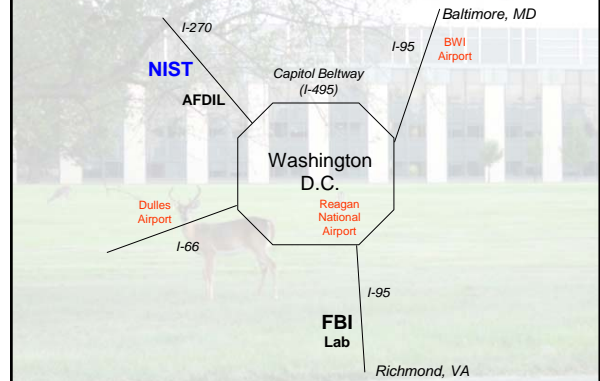 Baltimore, MD
I-270
I-95
BWI
Airport
NIST
Capitol Beltway
(I-495)
AFDIL
Washington
D.C.
Dulles
Airport
Reagan
National
Airport
I-66
I-95
FBI
Lab
Richmond, VA